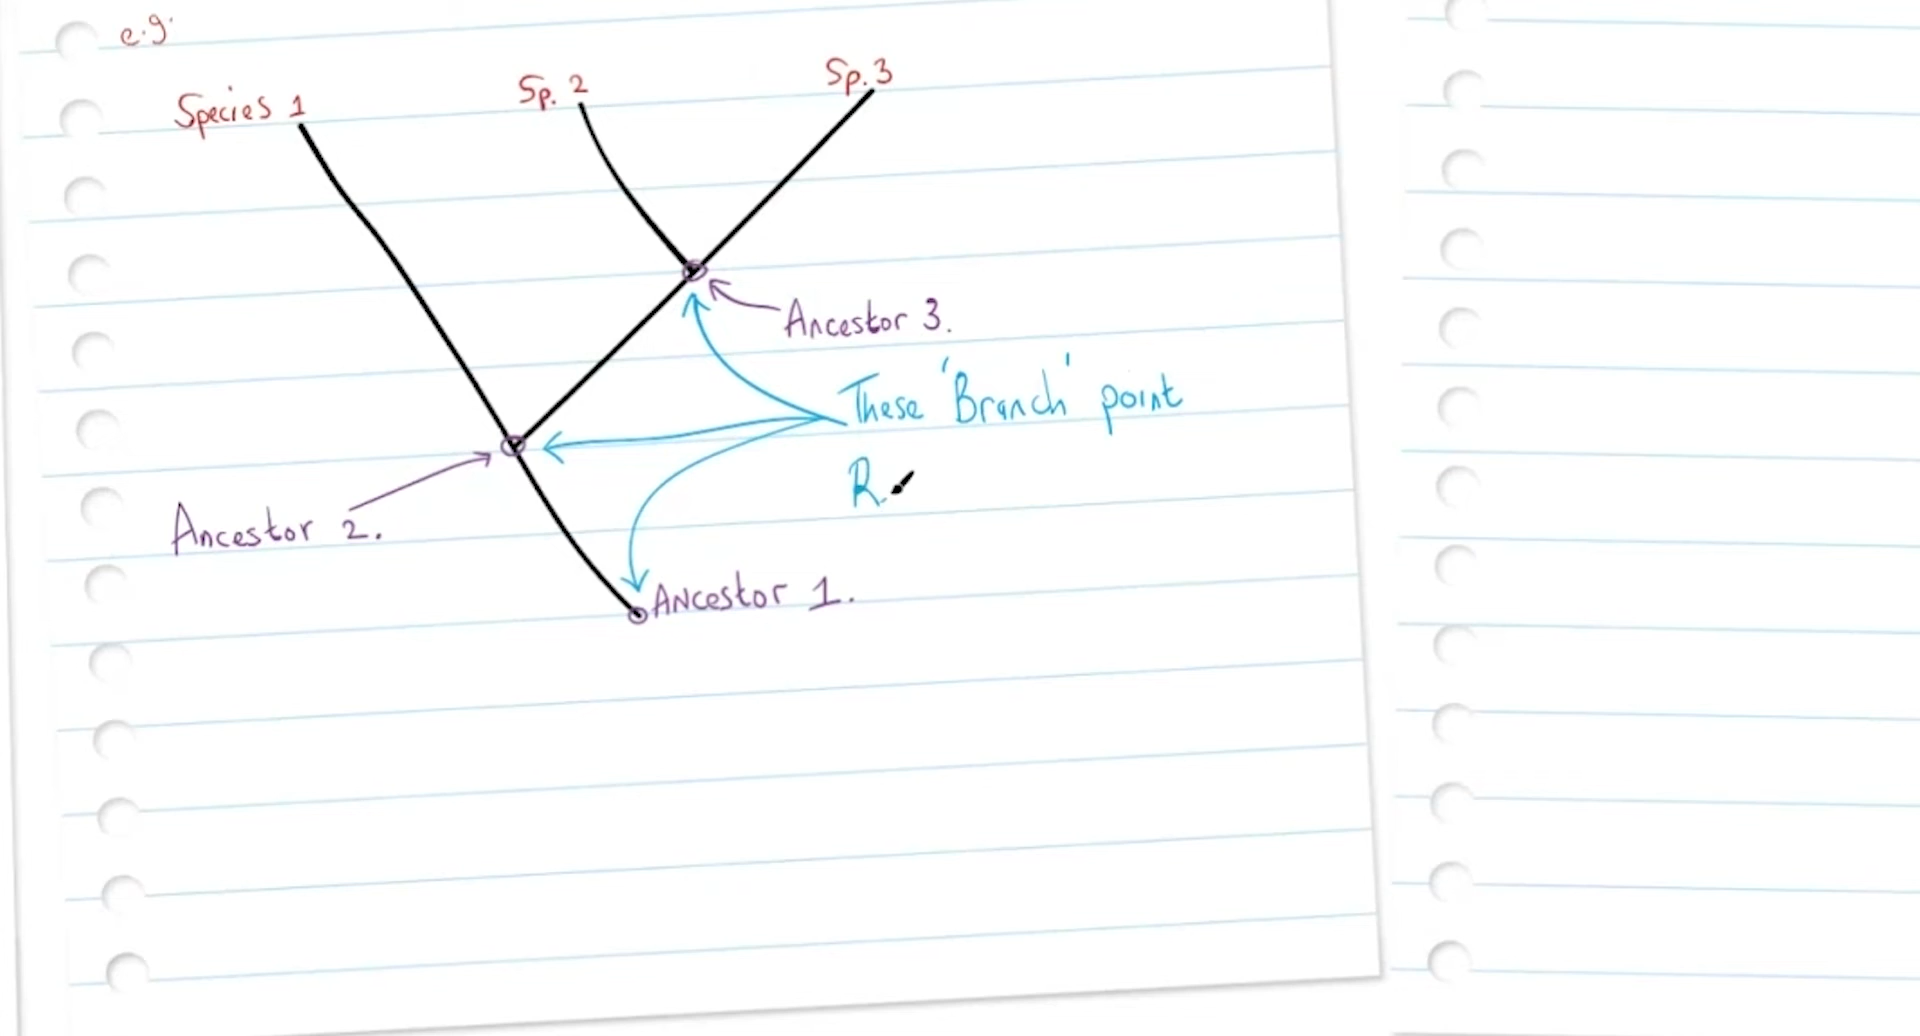 e.g.
Species 1
Sp. 2
Sp. 3
Ancestor 3.
These 'Branch' point
R.
Ancestor 2.
Ancestor 1.